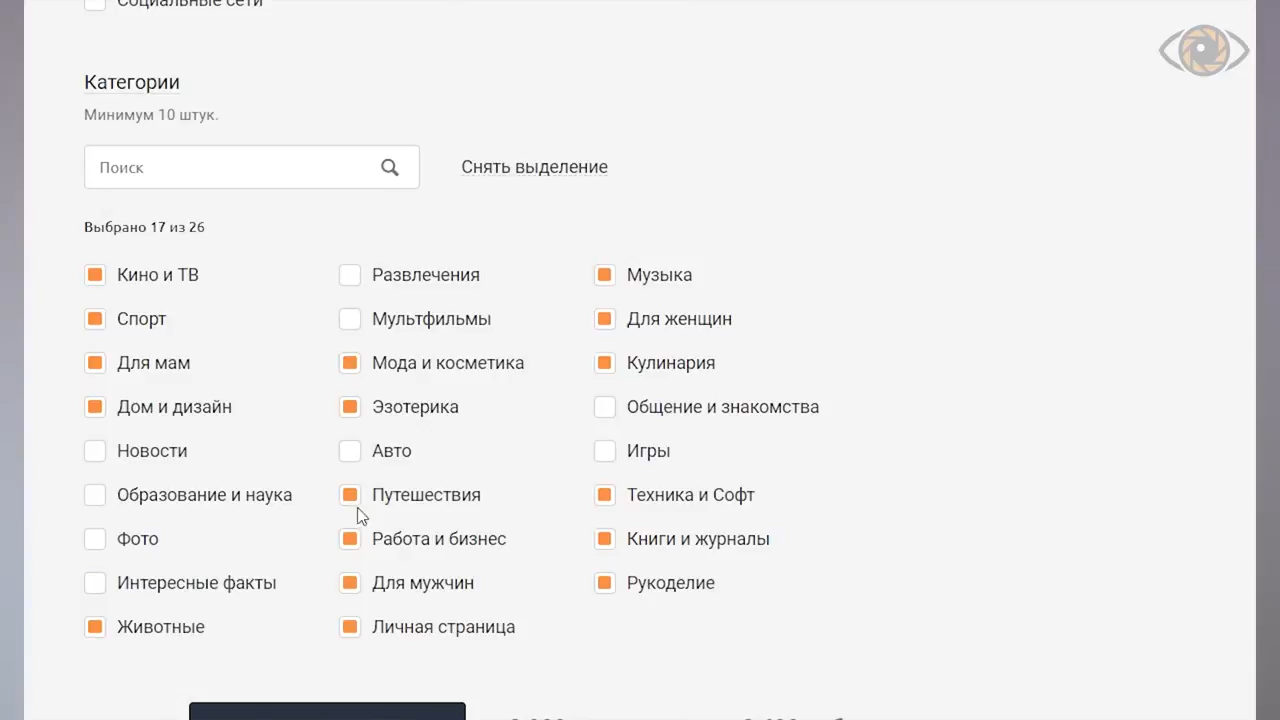 Социальные сети
Категории
Минимум 10 штук.
Поиск
Снять выделение
Выбрано 17 из 26
Кино и ТВ
Развлечения
Музыка
Спорт
Мультфильмы
Для женщин
Для мам
Мода и косметика
Кулинария
Дом и дизайн
Эзотерика
Общение и знакомства
Новости
Авто
Игры
Образование и наука
Путешествия
Техника и Софт
Фото
Работа и бизнес
Книги и журналы
Интересные факты
Для мужчин
Рукоделие
Животные
Личная страница